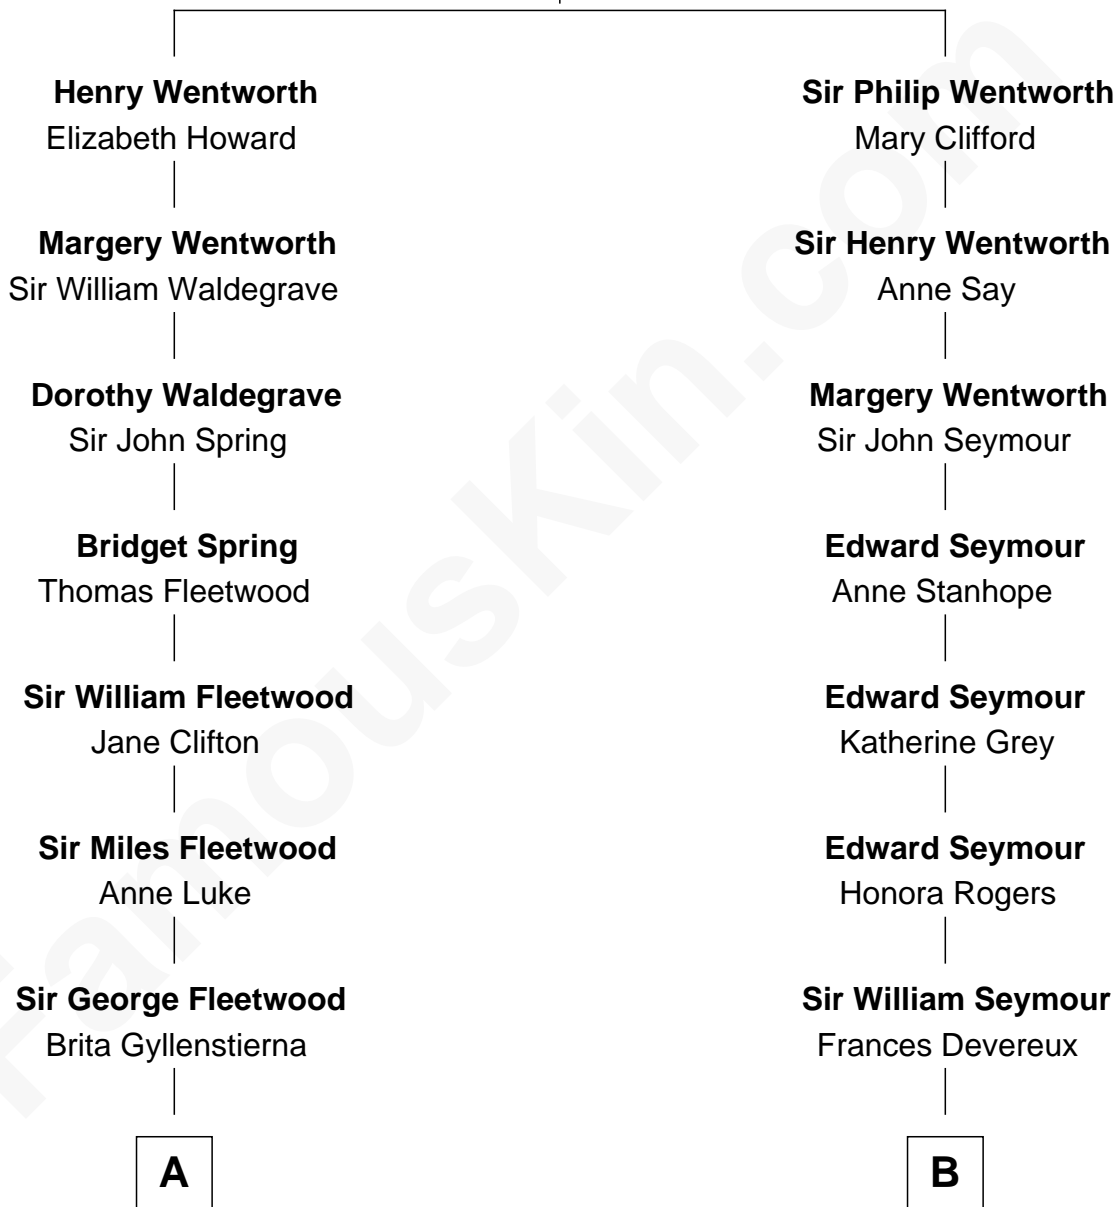 Henry Wentworth
Elizabeth Howard
Margery Wentworth
Sir William Waldegrave
Dorothy Waldegrave
Sir John Spring
Bridget Spring
Thomas Fleetwood
Sir William Fleetwood
Jane Clifton
Sir Miles Fleetwood
Anne Luke
Sir George Fleetwood
Brita Gyllenstierna
A
Sir Philip Wentworth
Mary Clifford
Sir Henry Wentworth
Anne Say
Margery Wentworth
Sir John Seymour
Edward Seymour
Anne Stanhope
Edward Seymour
Katherine Grey
Edward Seymour
Honora Rogers
Sir William Seymour
Frances Devereux
B
FamousKin.com